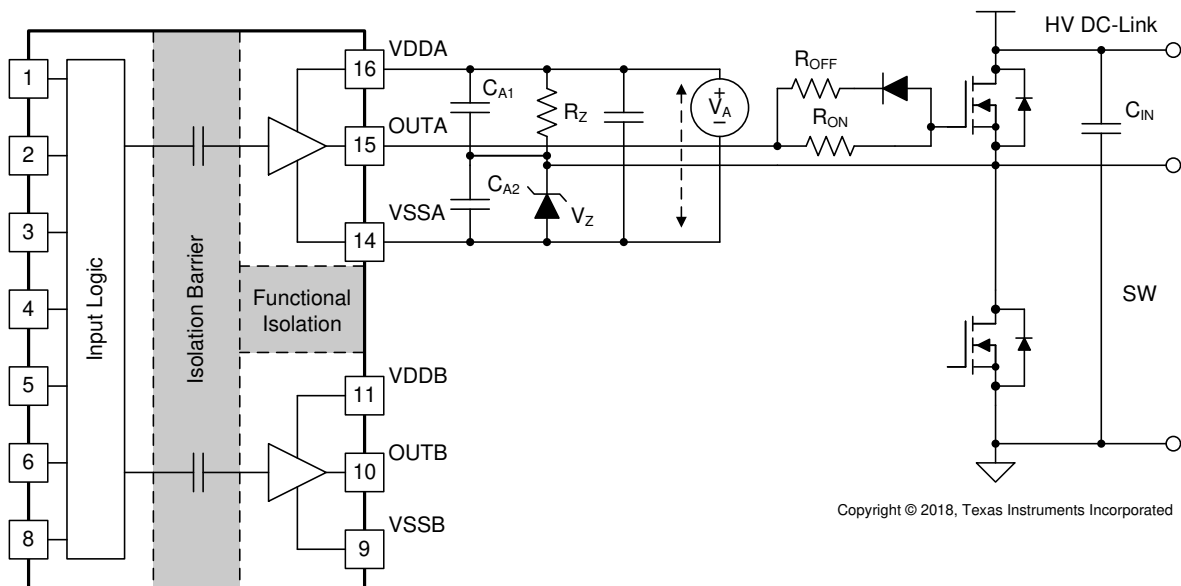 1
2
3
4
5
6
8
Input Logic
Isolation Barrier
Functional
Isolation
VDDA
16
OUTA
15
VSSA
14
VDDB
11
OUTB
10
VSSB
9
CA1
CA2
RZ
VZ
+
VA
−
ROFF
RON
HV DC-Link
CIN
SW
Copyright © 2018, Texas Instruments Incorporated